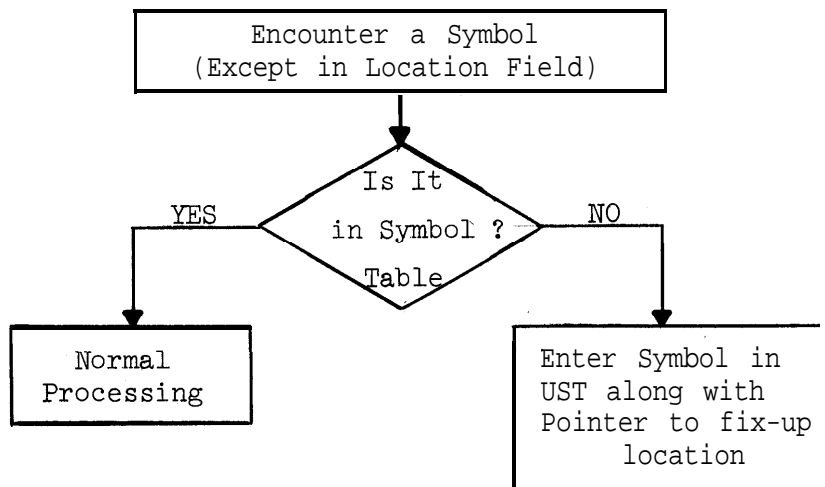 Encounter a Symbol
(Except in Location Field)
Is It
YES
NO
in Symbol ?
Table
Normal
Processing
Enter Symbol in
UST along with
Pointer to fix-up
location